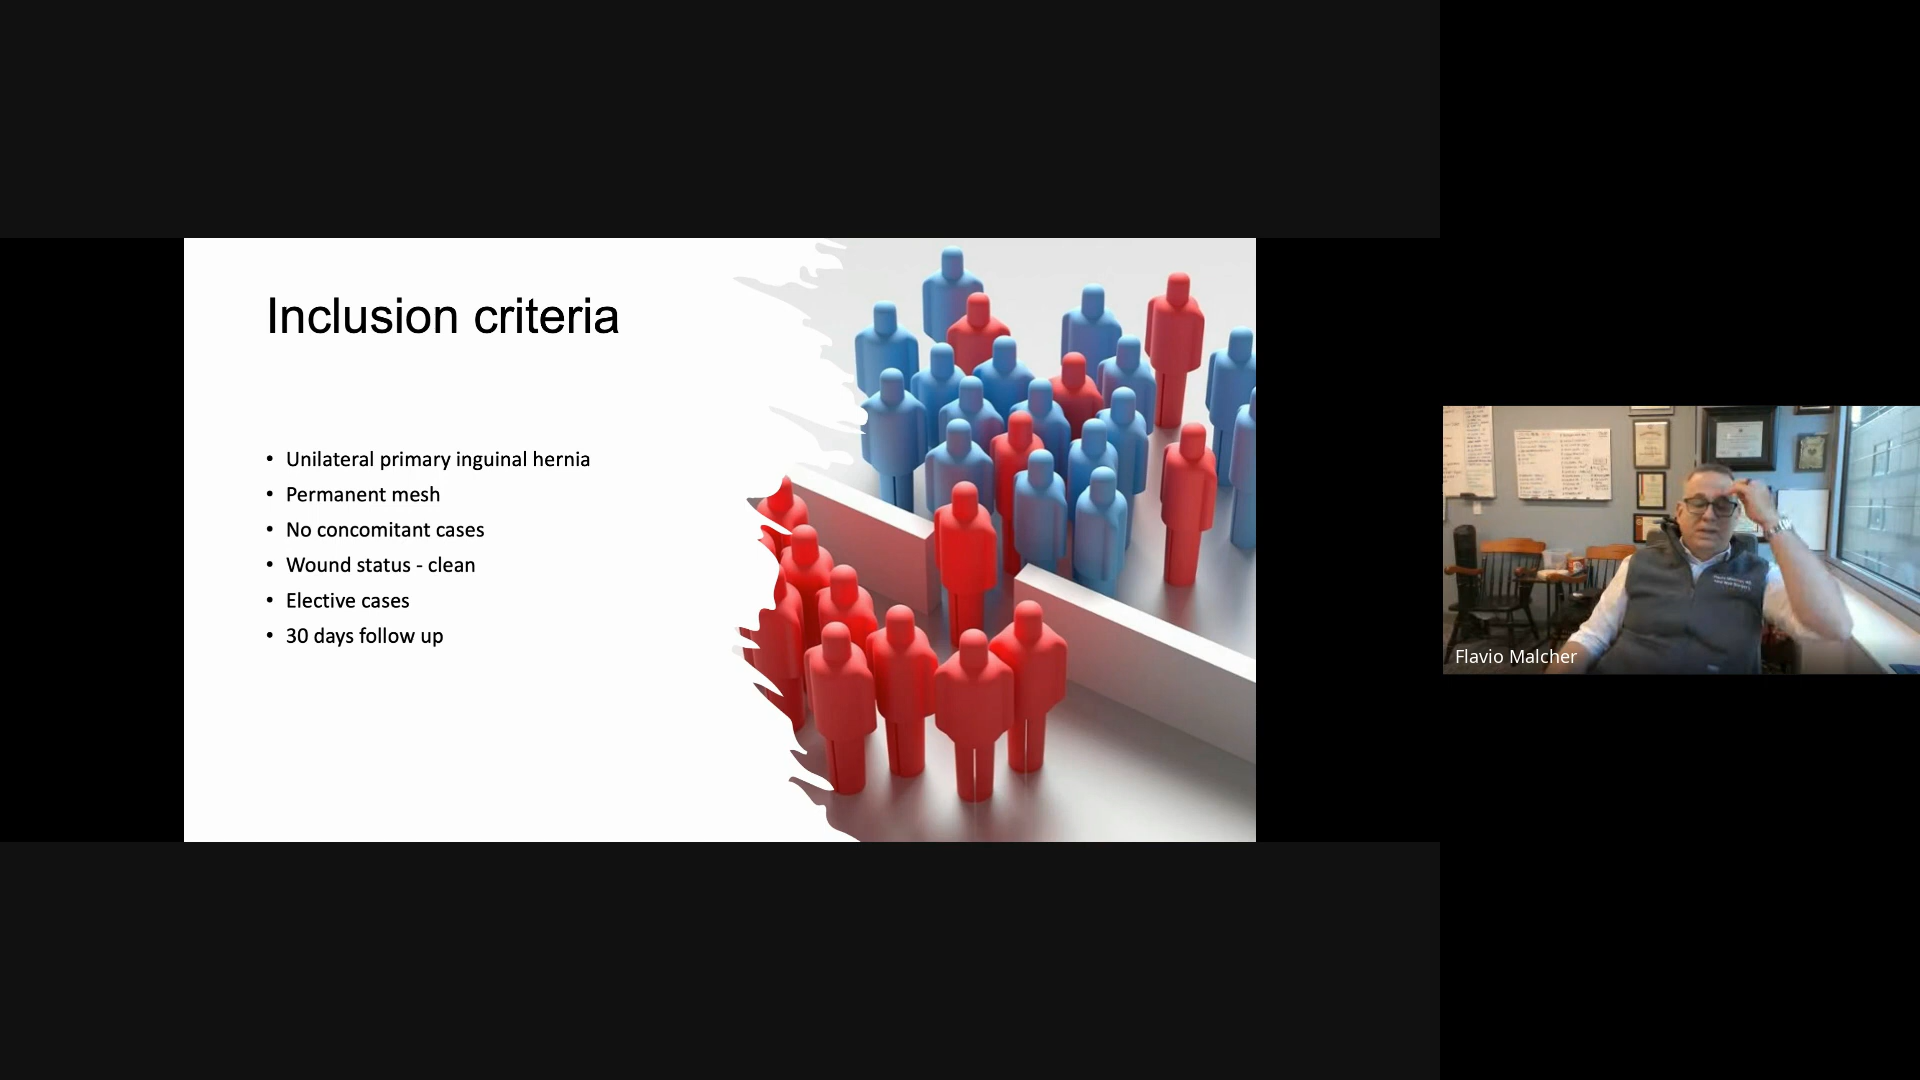 Inclusion criteria
• Unilateral primary inguinal hernia
• Permanent mesh
• No concomitant cases
• Wound status - clean
• Elective cases
• 30 days follow up
Flavio Malcher